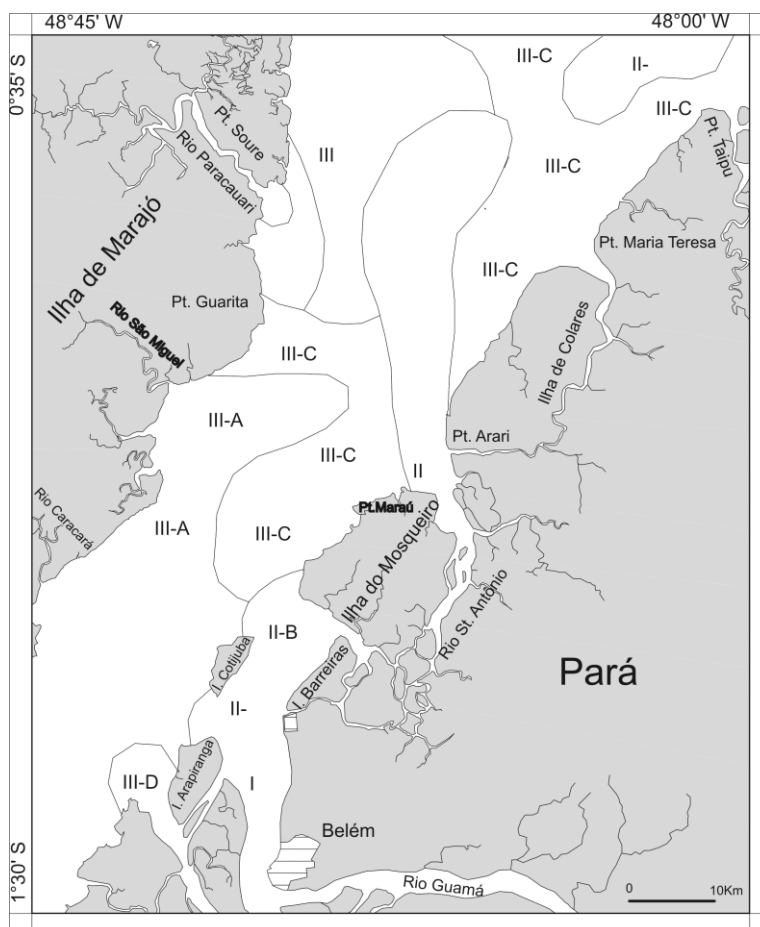 48°45' W
48°00' W
0°35' S
III-C
II-
III-C
Pt. Soure
Pt. Taipu
III
Rio Paracauari
III-C
Ilha de Marajó
Pt. Maria Teresa
III-C
Pt. Guarita
Ilha de Colares
Rio São Miguel
III-C
III-A
Pt. Arari
III-C
II
Rio Caracará
Pt.Maraú
III-A
III-C
Ilha do Mosqueiro
Rio St. Antônio
II-B
I. Cotijuba
I. Barreiras
Pará
II-
I. Arapiranga
III-D
I
Belém
1°30' S
Rio Guamá
0
10Km